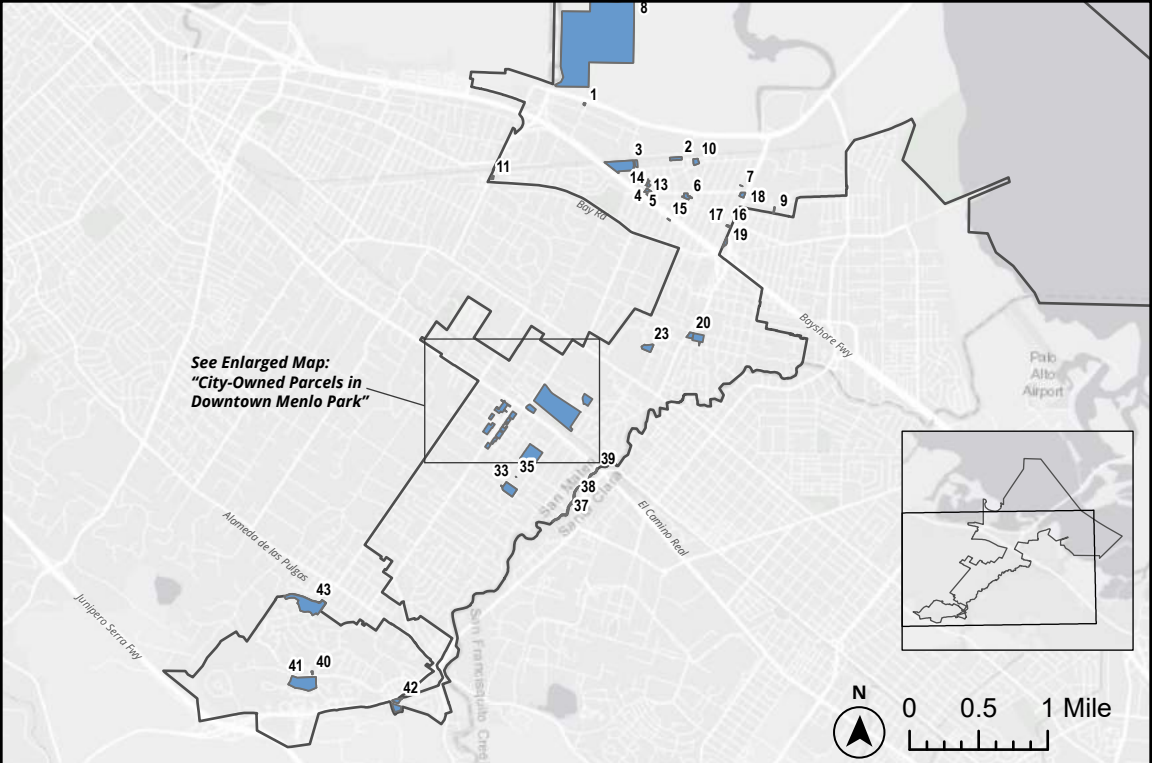 8
1
3
2
10
11
14
13
7
4
5
6
18
9
15
17
16
19
Bay Rd
Bayshore Fwy
23
20
See Enlarged Map:
“City-Owned Parcels in
Downtown Menlo Park”
Palo
Alto
Airport
33
35
39
38
37
San Mateo
Santa Clara
El Camino Real
Alameda de las Pulgas
Junipero Serra Fwy
43
41
40
42
San Francisquito Creek
N
0 0.5 1 Mile